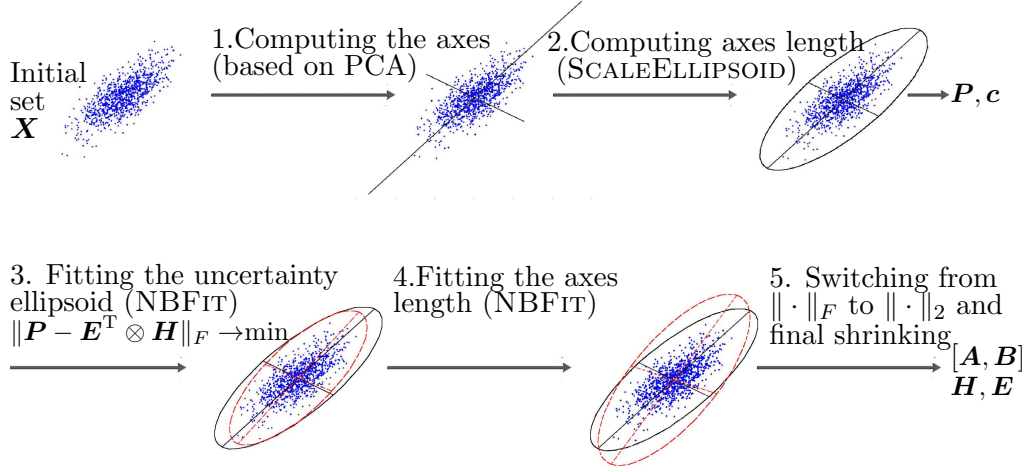 Initial
set
X
1.Computing the axes
(based on PCA)
2.Computing axes length
(SCALEELLIPSOID)
P, c
3. Fitting the uncertainty
ellipsoid (NBFIT)
‖P − E^T ⊗ H‖_F →min
4.Fitting the axes
length (NBFIT)
5. Switching from
‖ · ‖_F to ‖ · ‖_2 and
final shrinking
[A, B]
H, E